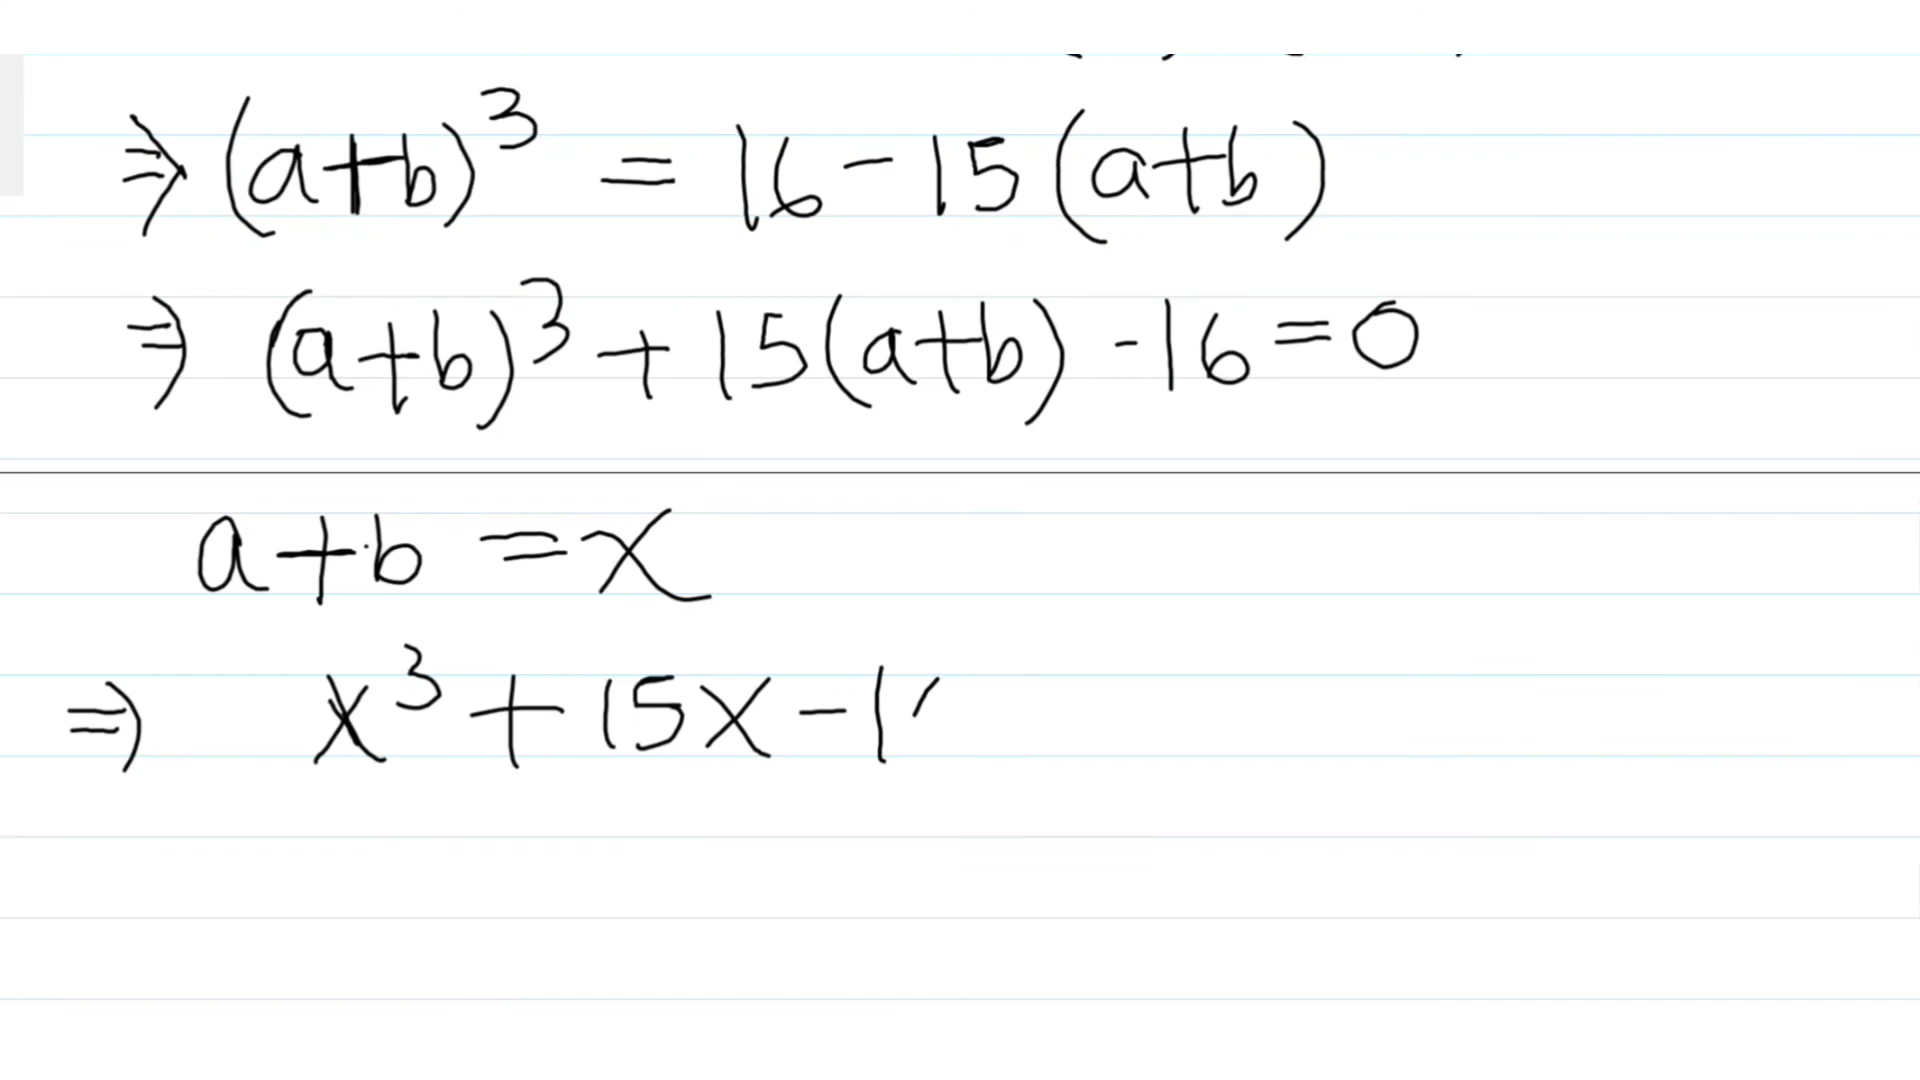 ⇒ (a+b)³ = 16 - 15(a+b)
⇒ (a+b)³ + 15(a+b) - 16 = 0
a+b = x
⇒ x³ + 15x - 1